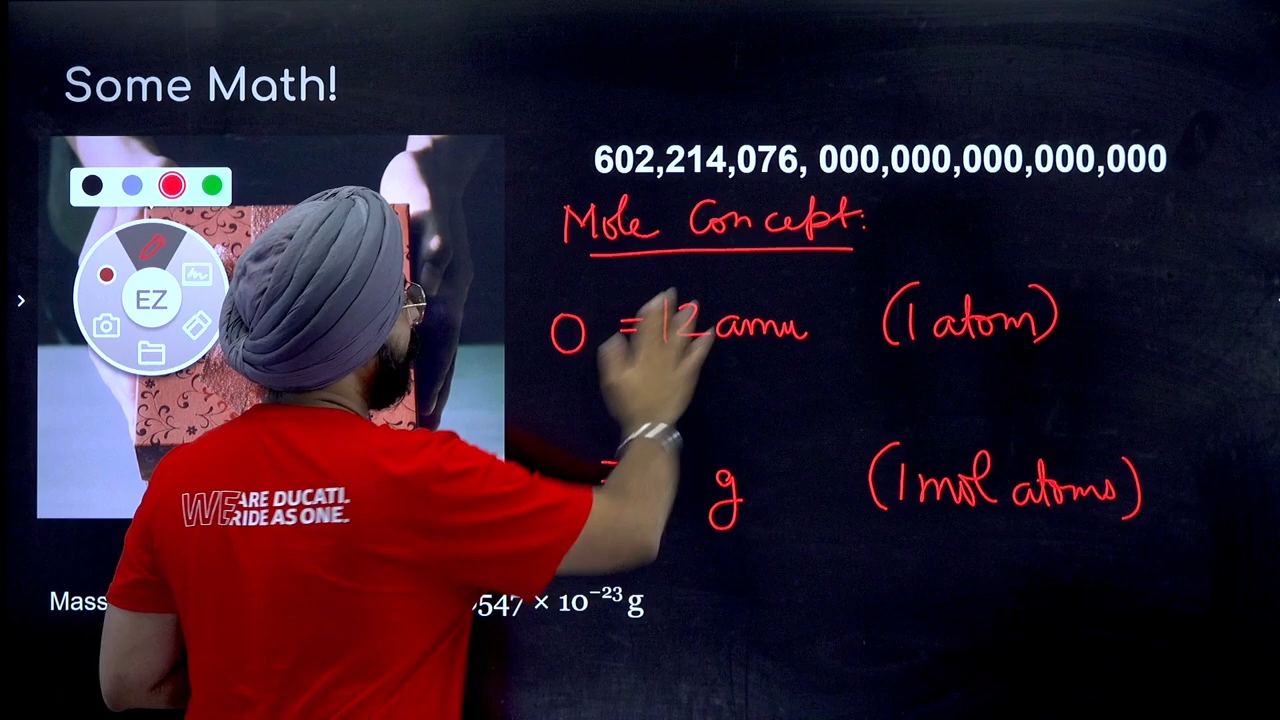 Some Math!
602,214,076, 000,000,000,000,000
Mole Concept:
EZ
O = 12 amu (1 atom)
g (1 mol atoms)
WE ARE DUCATI.
RIDE AS ONE.
Mass 547 × 10⁻²³ g